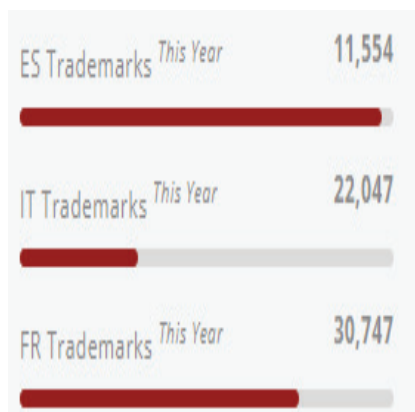 ES Trademarks This Year 11,554
IT Trademarks This Year 22,047
FR Trademarks This Year 30,747